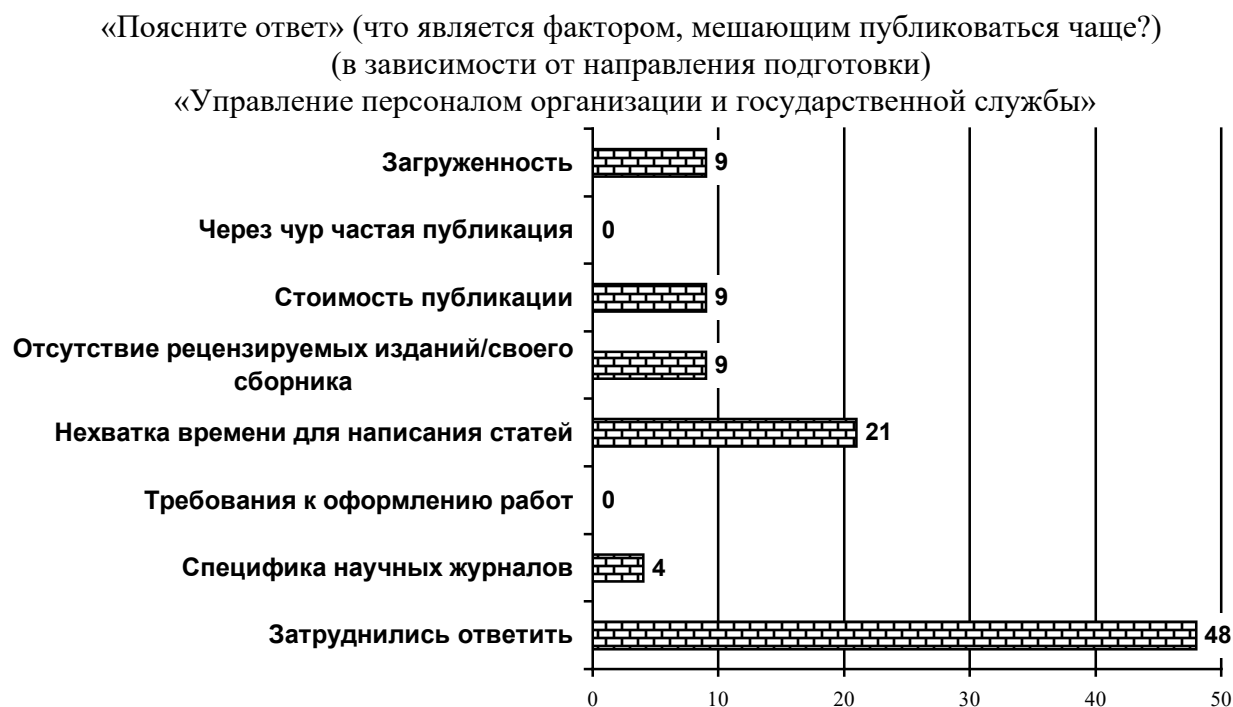 «Поясните ответ» (что является фактором, мешающим публиковаться чаще?)
(в зависимости от направления подготовки)
«Управление персоналом организации и государственной службы»
Загруженность
9
Через чур частая публикация
0
Стоимость публикации
9
Отсутствие рецензируемых изданий/своего
сборника
9
Нехватка времени для написания статей
21
Требования к оформлению работ
0
Специфика научных журналов
4
Затруднились ответить
48
0 10 20 30 40 50